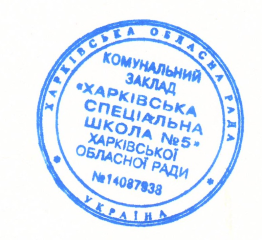 ХАРКІВСЬКА ОБЛАСНА РАДА
КОМУНАЛЬНИЙ
ЗАКЛАД
«ХАРКІВСЬКА
СПЕЦІАЛЬНА
ШКОЛА №5»
ХАРКІВСЬКОЇ
ОБЛАСНОЇ РАДИ
№14087938
* УКРАЇНА *